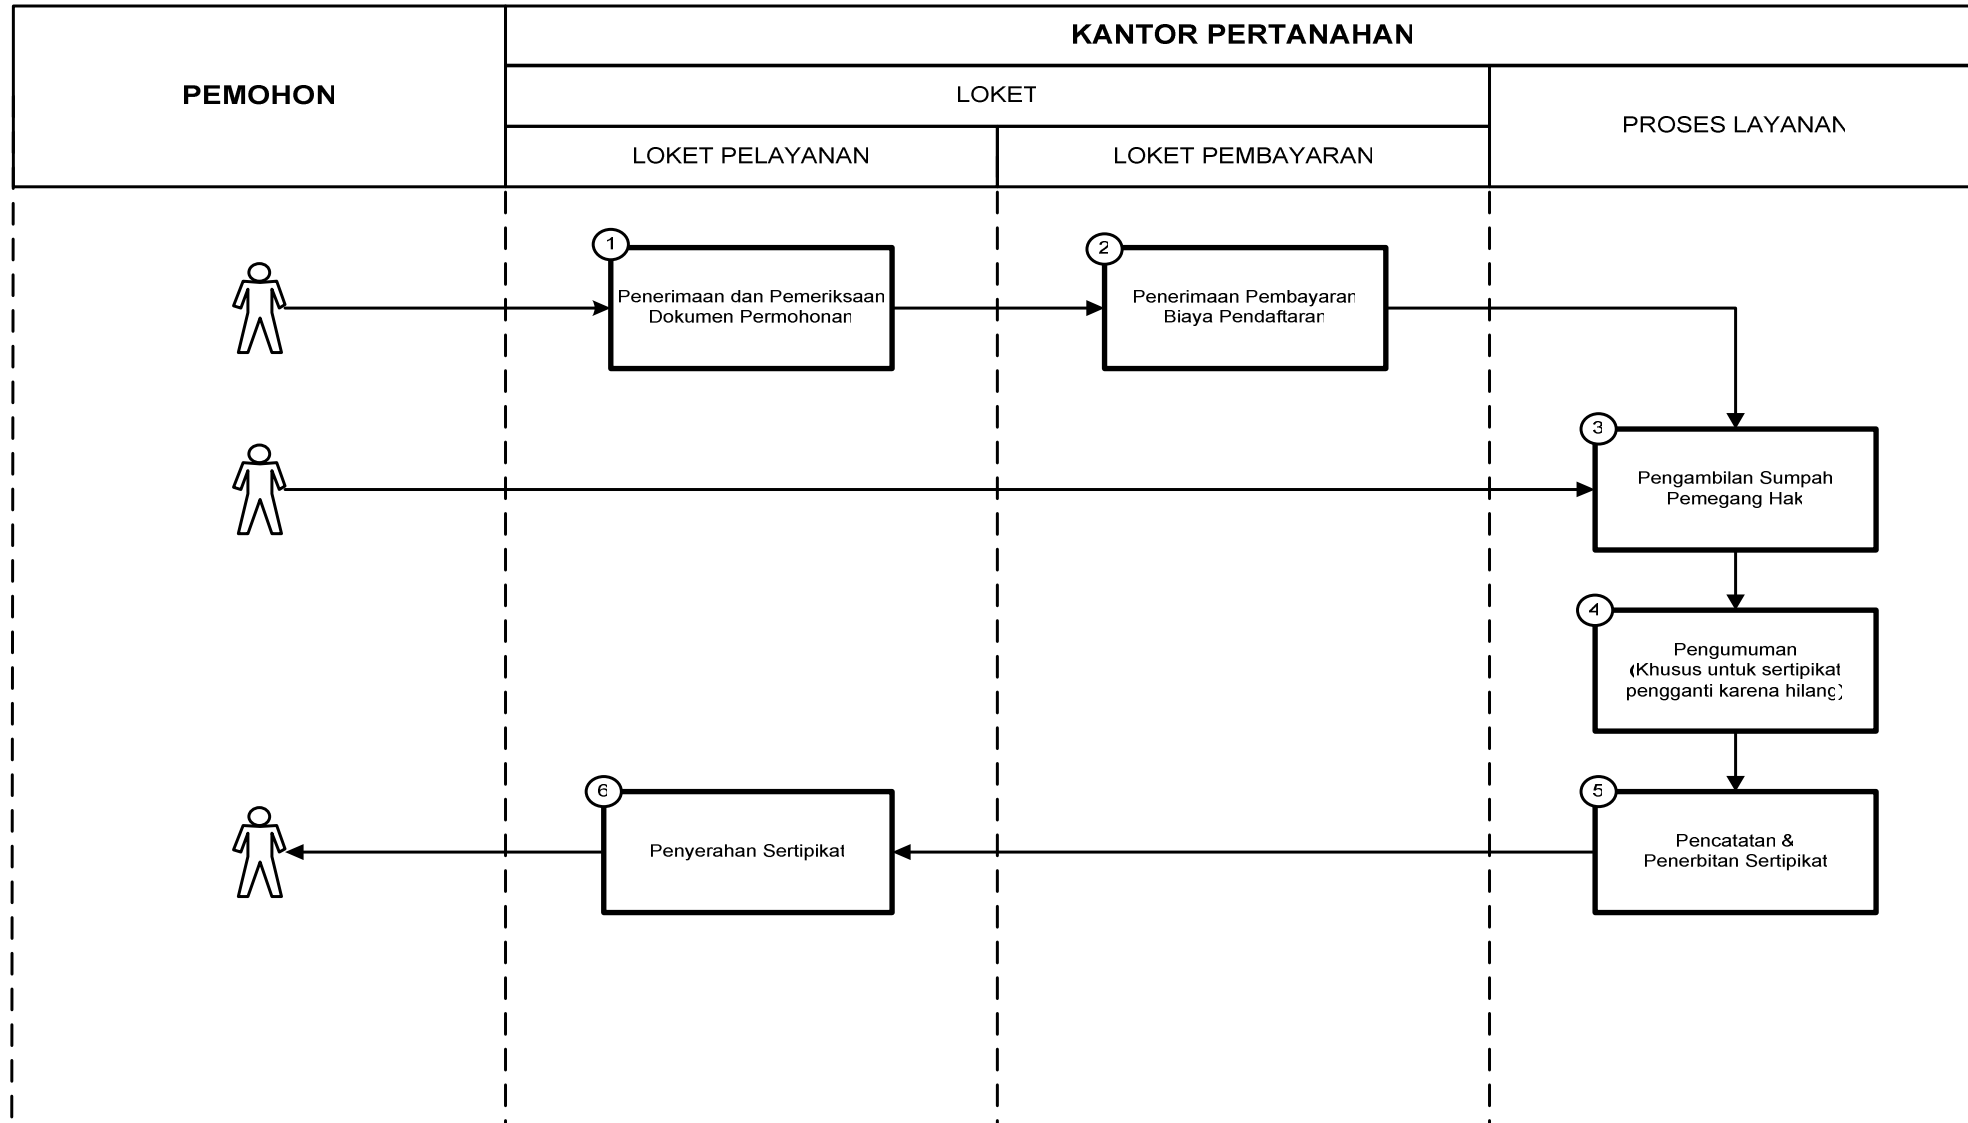 KANTOR PERTANAHAN
PEMOHON
LOKET
PROSES LAYANAN
LOKET PELAYANAN
LOKET PEMBAYARAN
1
Penerimaan dan Pemeriksaan
Dokumen Permohonan
2
Penerimaan Pembayaran
Biaya Pendaftaran
3
Pengambilan Sumpah
Pemegang Hak
4
Pengumuman
(Khusus untuk sertipikat
pengganti karena hilang)
5
Pencatatan &
Penerbitan Sertipikat
6
Penyerahan Sertipikat